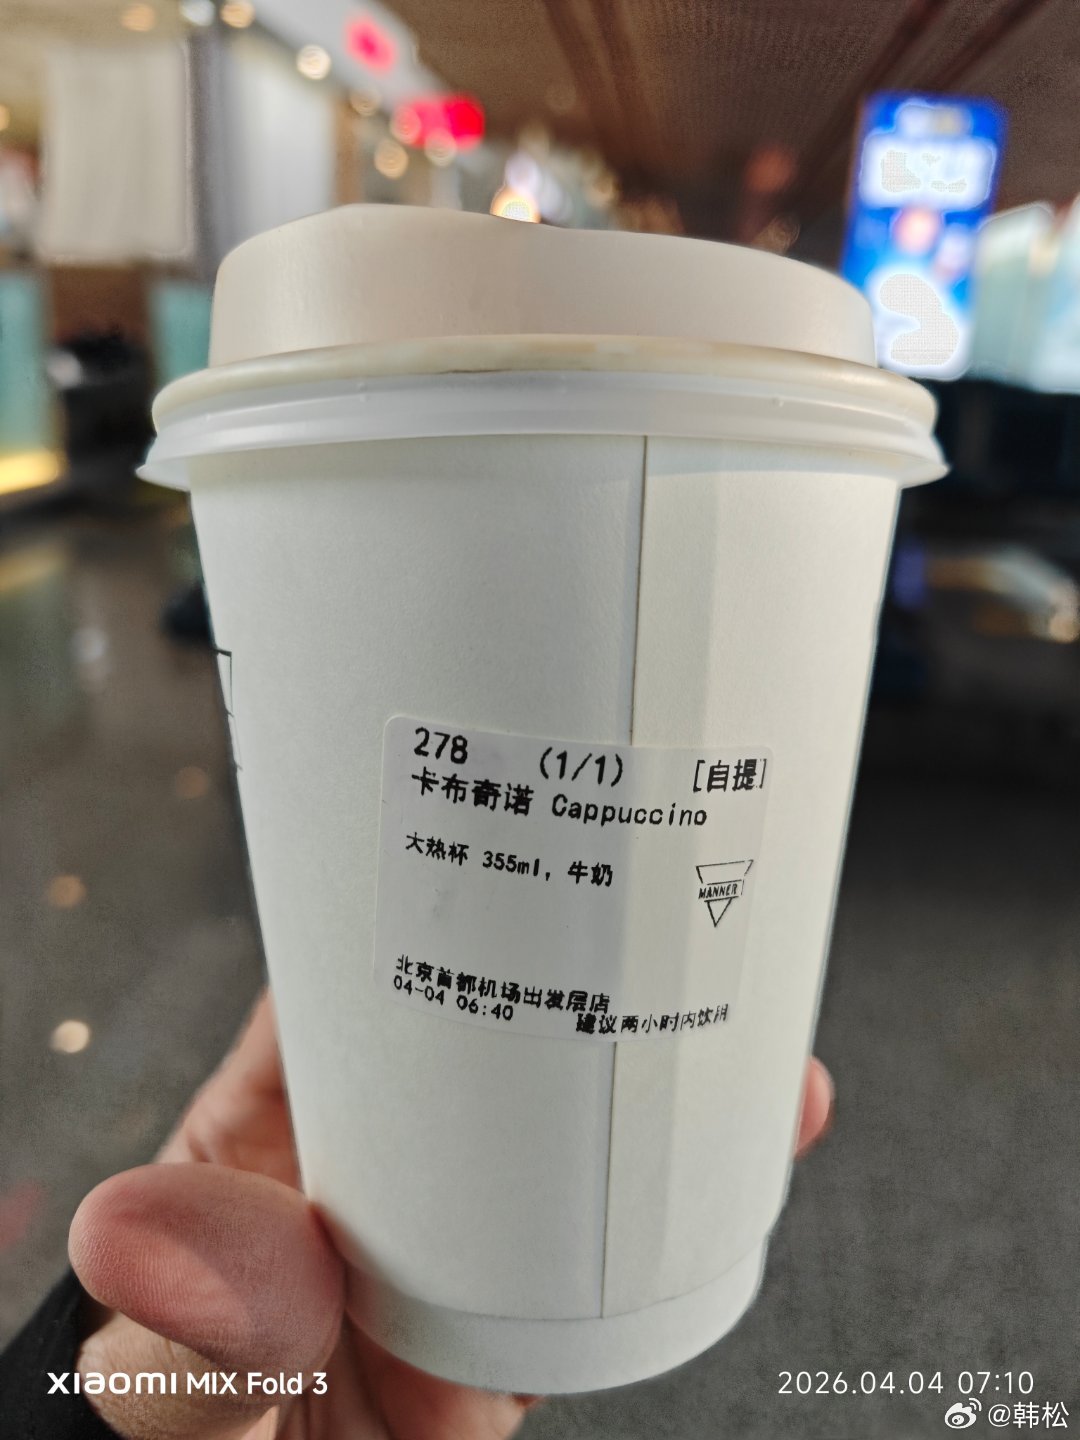 278 (1/1) [自提]
卡布奇诺 Cappuccino
大热杯 355ml, 牛奶
MANNER
北京首都机场出发层店
04-04 06:40 建议两小时内饮用
XIAOMI MIX Fold 3
2026.04.04 07:10
@韩松